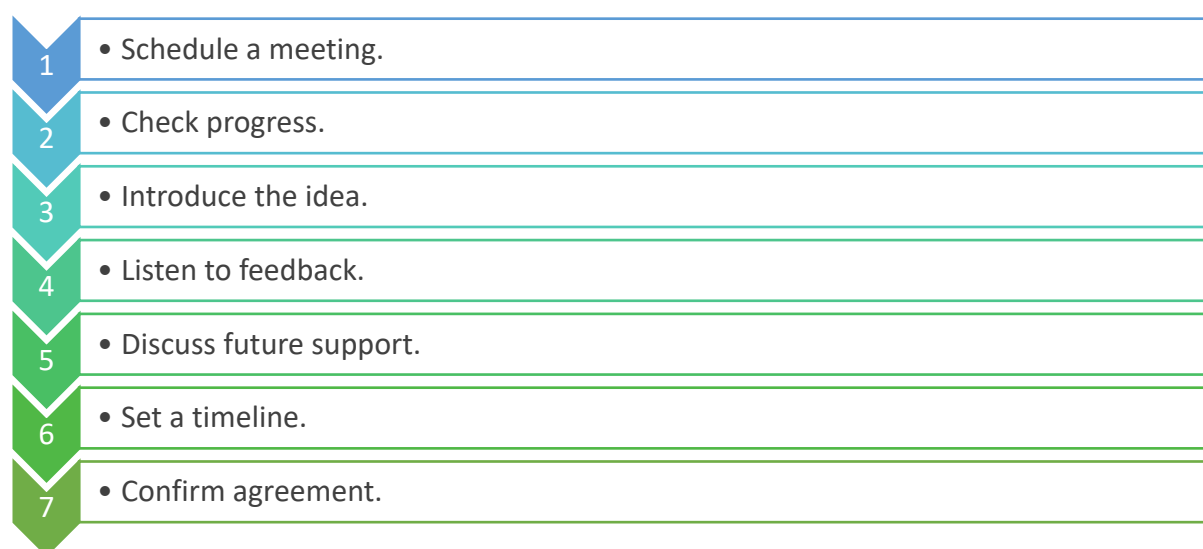 1 • Schedule a meeting.
2 • Check progress.
3 • Introduce the idea.
4 • Listen to feedback.
5 • Discuss future support.
6 • Set a timeline.
7 • Confirm agreement.